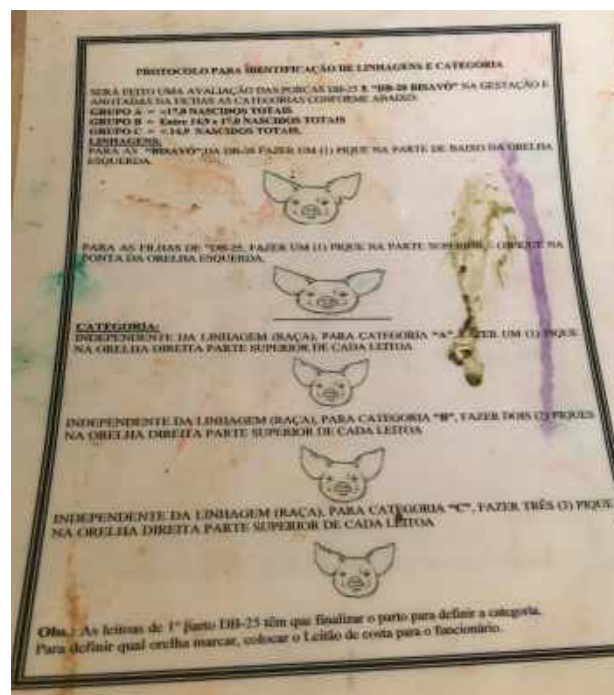 PROTOCOLO PARA IDENTIFICAÇÃO DE LINHAGENS E CATEGORIA
SERÁ FEITO UMA AVALIAÇÃO DAS PORCAS DB-25 E "DB-20 BISAVÓ" NA GESTAÇÃO E
ANOTADAS NA FICHAS AS CATEGORIAS CONFORME ABAIXO
GRUPO A = >17,0 NASCIDOS TOTAIS
GRUPO B = Entre 14,9 a 17,0 NASCIDOS TOTAIS
GRUPO C = < 14,9 NASCIDOS TOTAIS.
LINHAGENS:
PARA AS "BISAVÓ" DA DB-20 FAZER UM (1) PIQUE NA PARTE DE BAIXO DA ORELHA
ESQUERDA.
PARA AS FILHAS DE "DB-25, FAZER UM (1) PIQUE NA PARTE SUPERIOR NA
PONTA DA ORELHA ESQUERDA.
CATEGORIA:
INDEPENDENTE DA LINHAGEM (RAÇA), PARA CATEGORIA "A", FAZER UM (1) PIQUE
NA ORELHA DIREITA PARTE SUPERIOR DE CADA LEITOA
INDEPENDENTE DA LINHAGEM (RAÇA), PARA CATEGORIA "B", FAZER DOIS (2) PIQUES
NA ORELHA DIREITA PARTE SUPERIOR DE CADA LEITOA
INDEPENDENTE DA LINHAGEM (RAÇA), PARA CATEGORIA "C", FAZER TRÊS (3) PIQUE
NA ORELHA DIREITA PARTE SUPERIOR DE CADA LEITOA
Obs.: As leitoas de 1º parto DB-25 têm que finalizar o parto para definir a categoria.
Para definir qual orelha marcar, colocar o Leitão de costa para o funcionário.